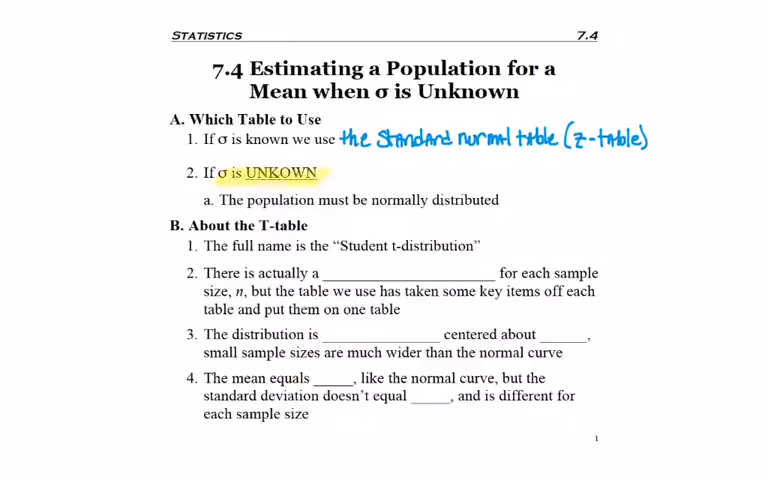 STATISTICS 7.4
7.4 Estimating a Population for a
Mean when σ is Unknown
A. Which Table to Use
1. If σ is known we use the standard normal table (z-table)
2. If σ is UNKOWN
a. The population must be normally distributed
B. About the T-table
1. The full name is the “Student t-distribution”
2. There is actually a ______________________ for each sample
size, n, but the table we use has taken some key items off each
table and put them on one table
3. The distribution is _______________ centered about ______,
small sample sizes are much wider than the normal curve
4. The mean equals _____, like the normal curve, but the
standard deviation doesn’t equal _____, and is different for
each sample size
1